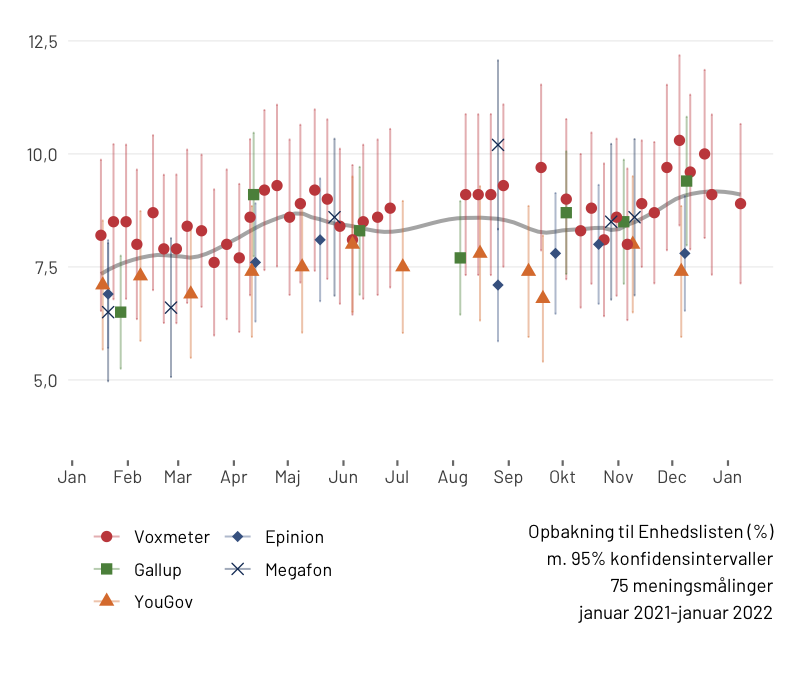 12,5
10,0
7,5
5,0
Jan Feb Mar Apr Maj Jun Jul Aug Sep Okt Nov Dec Jan
Voxmeter Epinion
Gallup Megafon
YouGov
Opbakning til Enhedslisten (%)
m. 95% konfidensintervaller
75 meningsmålinger
januar 2021-januar 2022